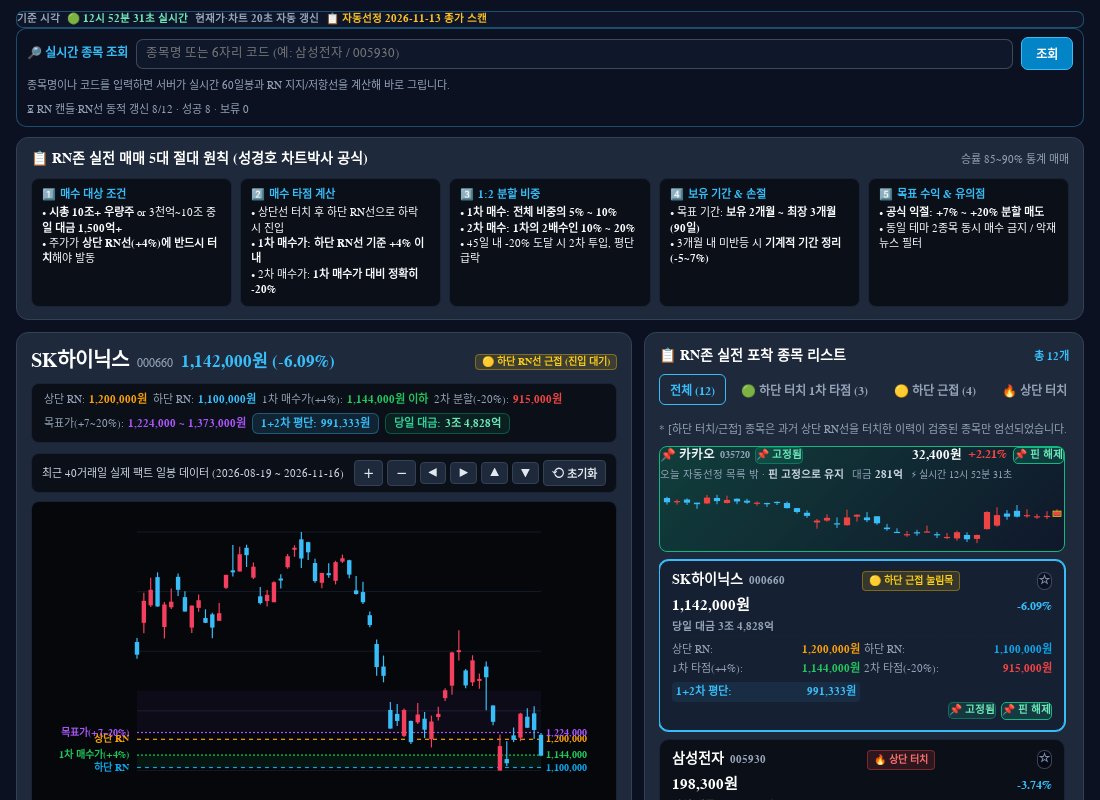 기준 시각 🟢 12시 52분 31초 실시간 현재가·차트 20초 자동 갱신 📋 자동선정 2026-11-13 종가 스캔
🔎 실시간 종목 조회 종목명 또는 6자리 코드 (예: 삼성전자 / 005930) 조회
종목명이나 코드를 입력하면 서버가 실시간 60일봉과 RN 지지/저항선을 계산해 바로 그립니다.
⏳ RN 캔들·RN선 동적 갱신 8/12 · 성공 8 · 보류 0
📋 RN존 실전 매매 5대 절대 원칙 (성경호 차트박사 공식) 승률 85~90% 통계 매매
1️⃣ 매수 대상 조건
• 시총 10조+ 우량주 or 3천억~10조 중
일 대금 1,500억+
• 주가가 상단 RN선(+4%)에 반드시 터
치해야 발동
2️⃣ 매수 타점 계산
• 상단선 터치 후 하단 RN선으로 하락
시 진입
• 1차 매수가: 하단 RN선 기준 +4% 이
내
• 2차 매수가: 1차 매수가 대비 정확히
-20%
3️⃣ 1:2 분할 비중
• 1차 매수: 전체 비중의 5% ~ 10%
• 2차 매수: 1차의 2배수인 10% ~ 20%
• 45일 내 -20% 도달 시 2차 투입, 평단
급락
4️⃣ 보유 기간 & 손절
• 목표 기간: 보유 2개월 ~ 최장 3개월
(90일)
• 3개월 내 미반등 시 기계적 기간 정리
(-5~7%)
5️⃣ 목표 수익 & 유의점
• 공식 익절: +7% ~ +20% 분할 매도
• 동일 테마 2종목 동시 매수 금지 / 악재
뉴스 필터
SK하이닉스 000660 1,142,000원 (-6.09%) 🟡 하단 RN선 근접 (진입 대기)
상단 RN: 1,200,000원 하단 RN: 1,100,000원 1차 매수가(+4%): 1,144,000원 이하 2차 분할(-20%): 915,000원
목표가(+7~20%): 1,224,000 ~ 1,373,000원 1+2차 평단: 991,333원 당일 대금: 3조 4,828억
최근 40거래일 실제 팩트 일봉 데이터 (2026-08-19 ~ 2026-11-16) + − ◀ ▶ ▲ ▼ ⟲ 초기화
목표가(+7~20%) 1,224,000
상단 RN 1,200,000
1차 매수가(+4%) 1,144,000
하단 RN 1,100,000
📋 RN존 실전 포착 종목 리스트 총 12개
전체 (12) 🟢 하단 터치 1차 타점 (3) 🟡 하단 근접 (4) 🔥 상단 터치
* [하단 터치/근접] 종목은 과거 상단 RN선을 터치한 이력이 검증된 종목만 엄선되었습니다.
📌 카카오 035720 📌 고정됨 32,400원 +2.21% 📌 핀 해제
오늘 자동선정 목록 밖 · 핀 고정으로 유지 대금 281억 ⚡ 실시간 12시 52분 31초
SK하이닉스 000660 🟡 하단 근접 눌림목 ☆
1,142,000원 -6.09%
당일 대금 3조 4,828억
상단 RN: 1,200,000원 하단 RN: 1,100,000원
1차 타점(+4%): 1,144,000원 2차 타점(-20%): 915,000원
1+2차 평단: 991,333원
📌 고정됨 📌 핀 해제
삼성전자 005930 🔥 상단 터치 ☆
198,300원 -3.74%